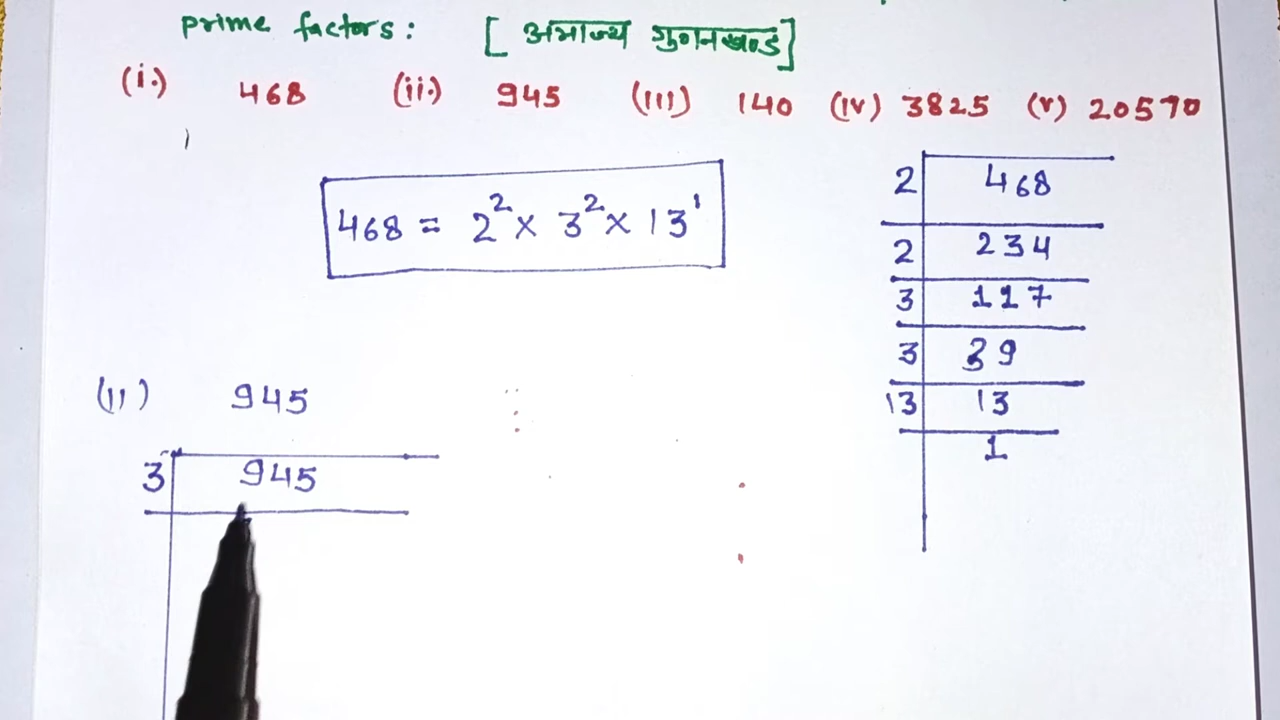 prime factors: [अभाज्य गुणनखण्ड]
(i.) 468 (ii.) 945 (III) 140 (IV) 3825 (V) 20570
468 = 2² × 3² × 13¹
2 468
2 234
3 117
3 39
13 13
1
(II) 945
3 945